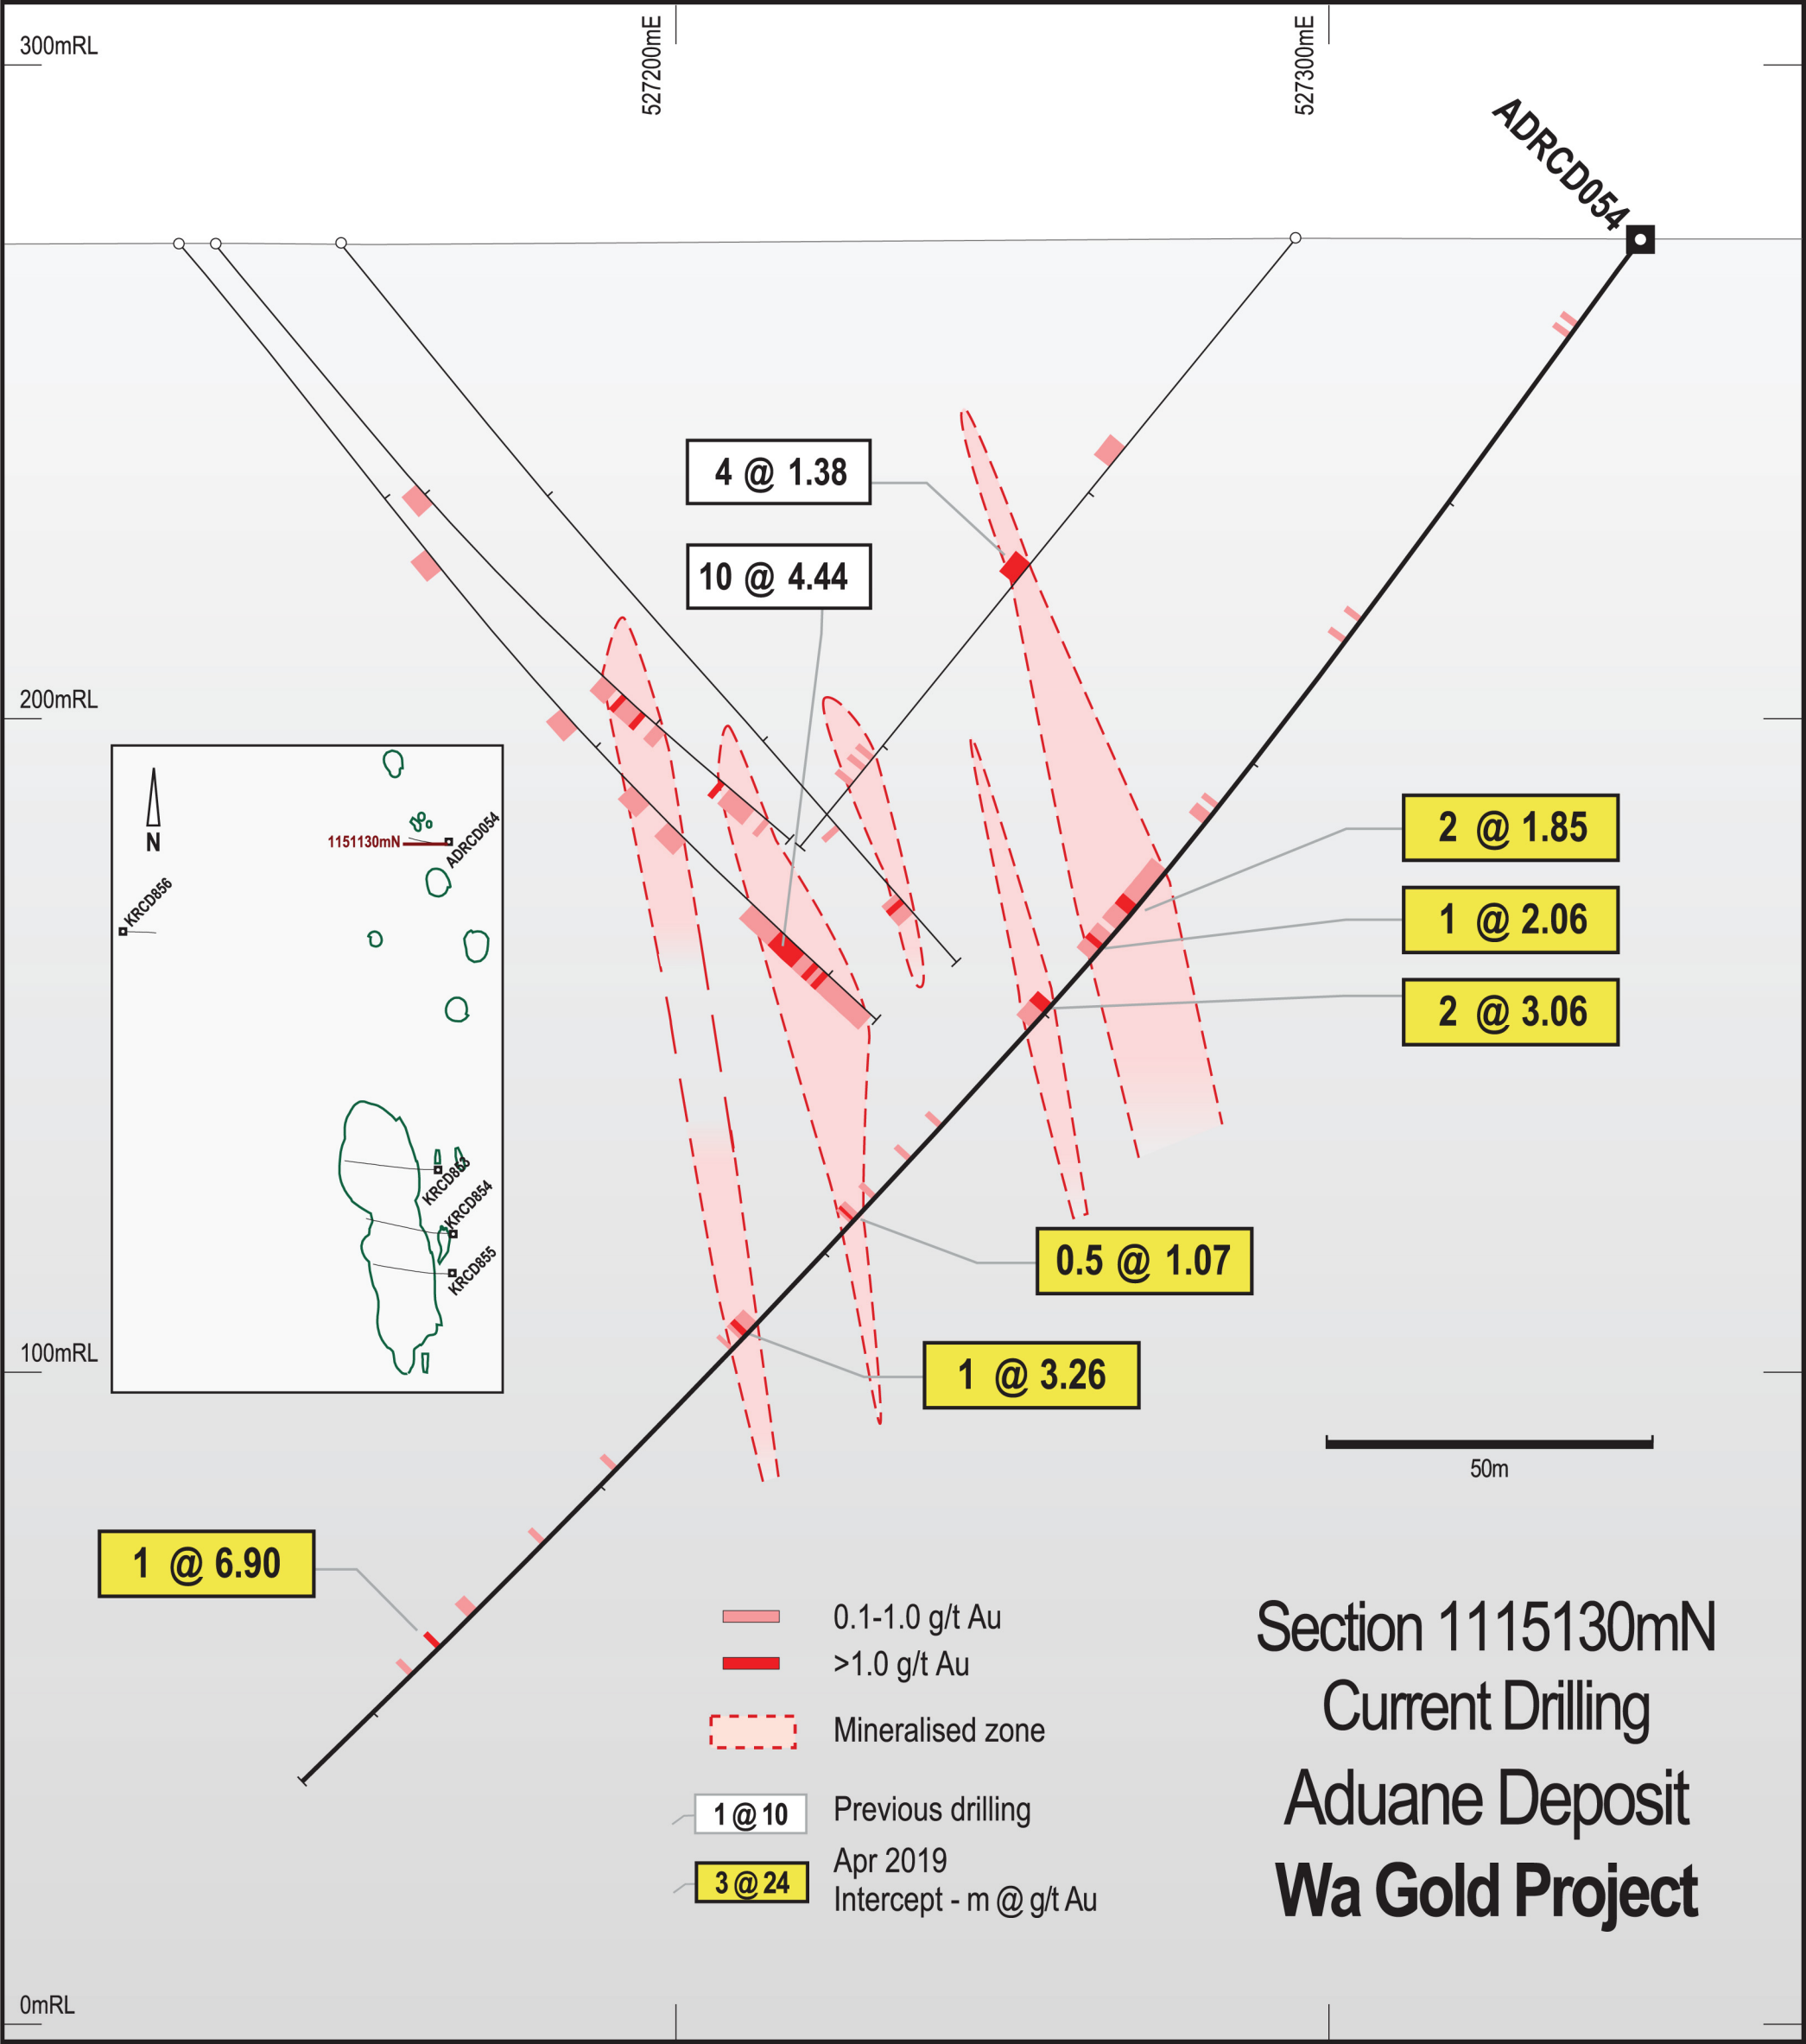 300mRL
527200mE
527300mE
ADRCD054
4 @ 1.38
10 @ 4.44
200mRL
N
1151130mN
ADRCD054
KRCD856
KRCD853
KRCD854
KRCD855
2 @ 1.85
1 @ 2.06
2 @ 3.06
0.5 @ 1.07
100mRL
1 @ 3.26
50m
1 @ 6.90
0.1-1.0 g/t Au
>1.0 g/t Au
Mineralised zone
1 @ 10 Previous drilling
Apr 2019
3 @ 24
Intercept - m @ g/t Au
Section 1115130mN
Current Drilling
Aduane Deposit
Wa Gold Project
0mRL